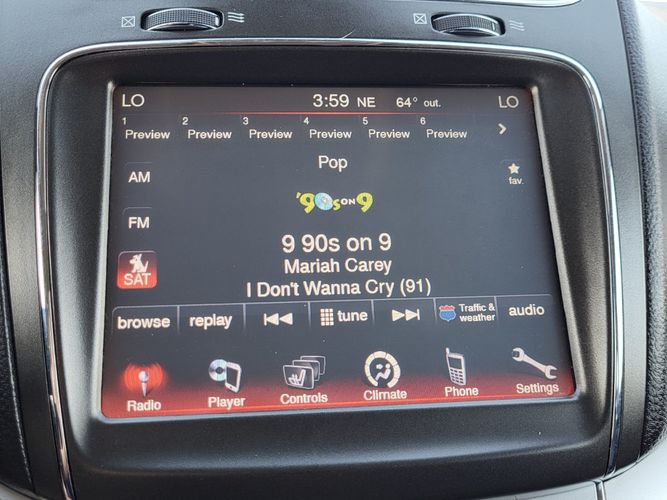 LO 3:59 NE 64° out. LO
1 2 3 4 5 6
Preview Preview Preview Preview Preview Preview
Pop
AM
fav.
'90s ON 9
FM
9 90s on 9
Mariah Carey
SAT
I Don't Wanna Cry (91)
browse replay tune Traffic & weather audio
Radio Player Controls Climate Phone Settings